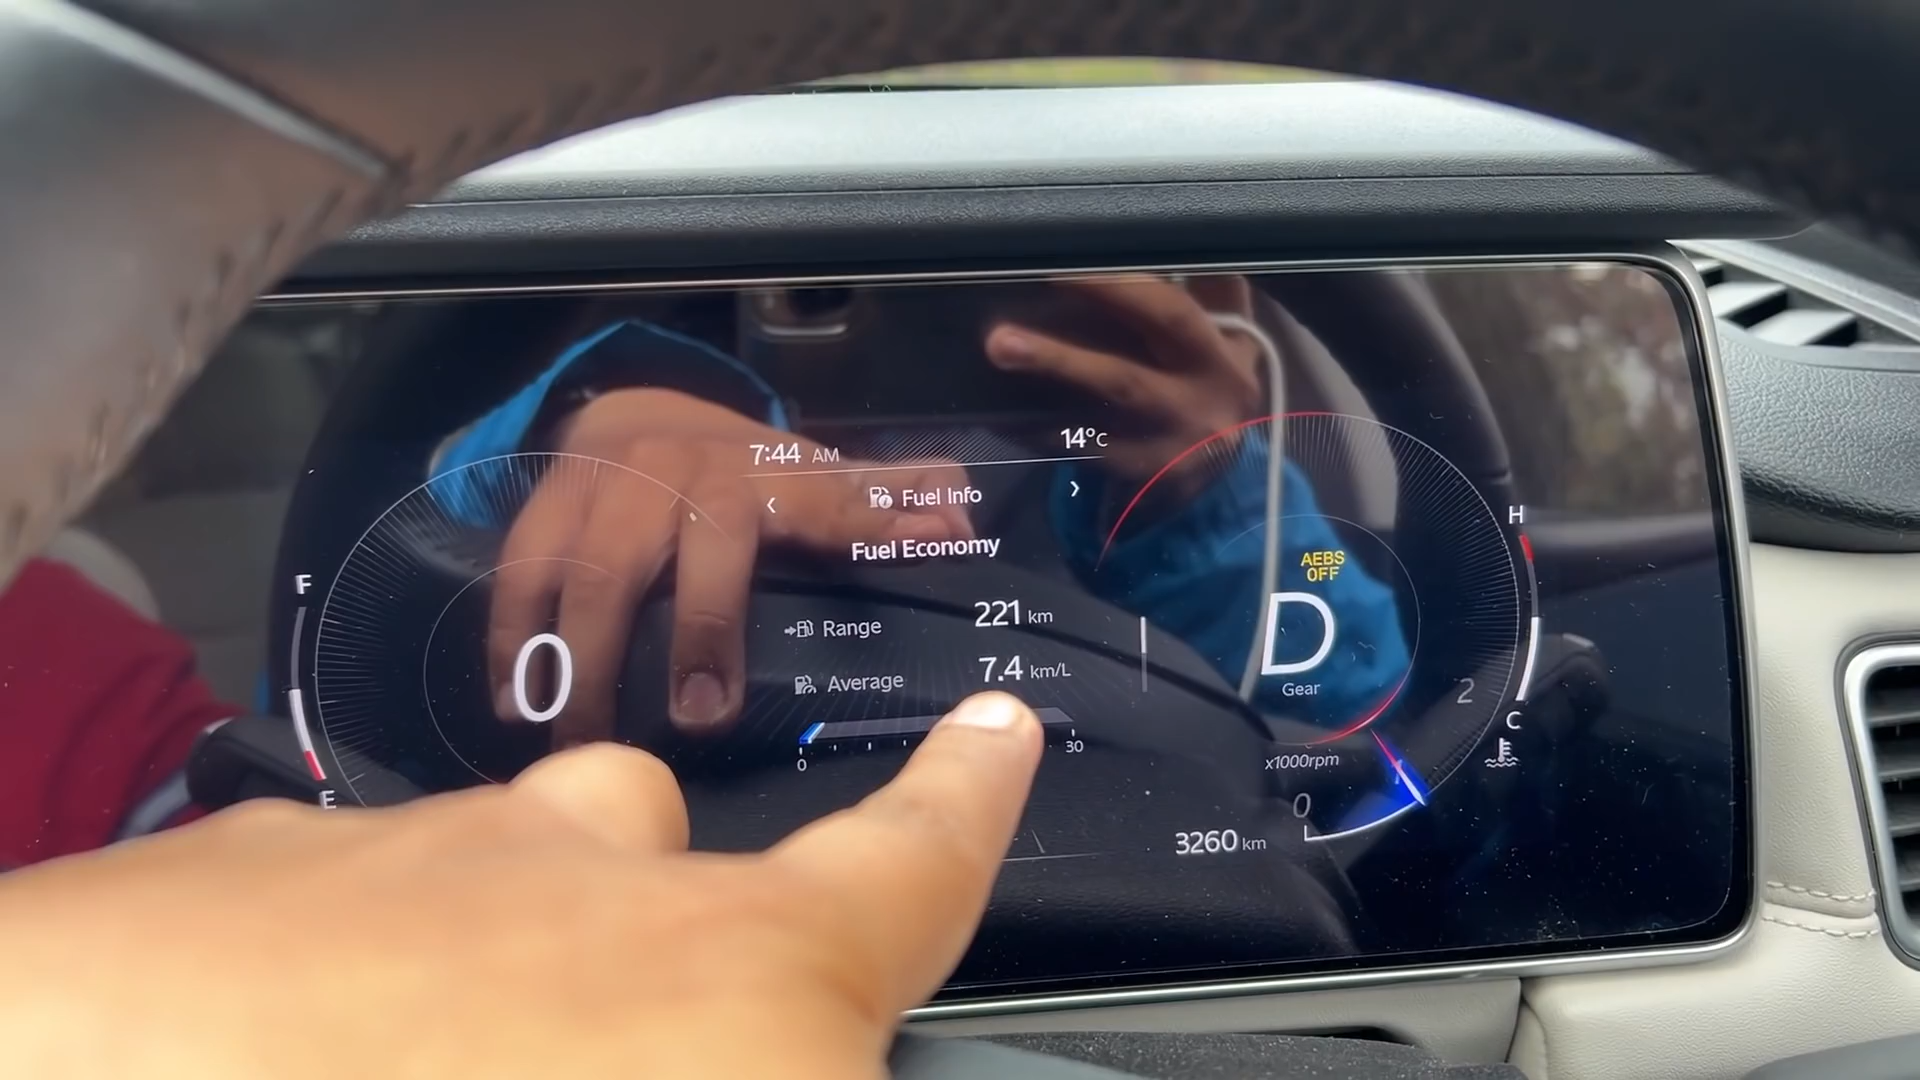 7:44 AM
14°C
‹ Fuel Info ›
Fuel Economy
Range 221 km
Average 7.4 km/L
0 30
F
E
0
AEBS
OFF
D
Gear
H
C
2
x1000rpm
0
3260 km